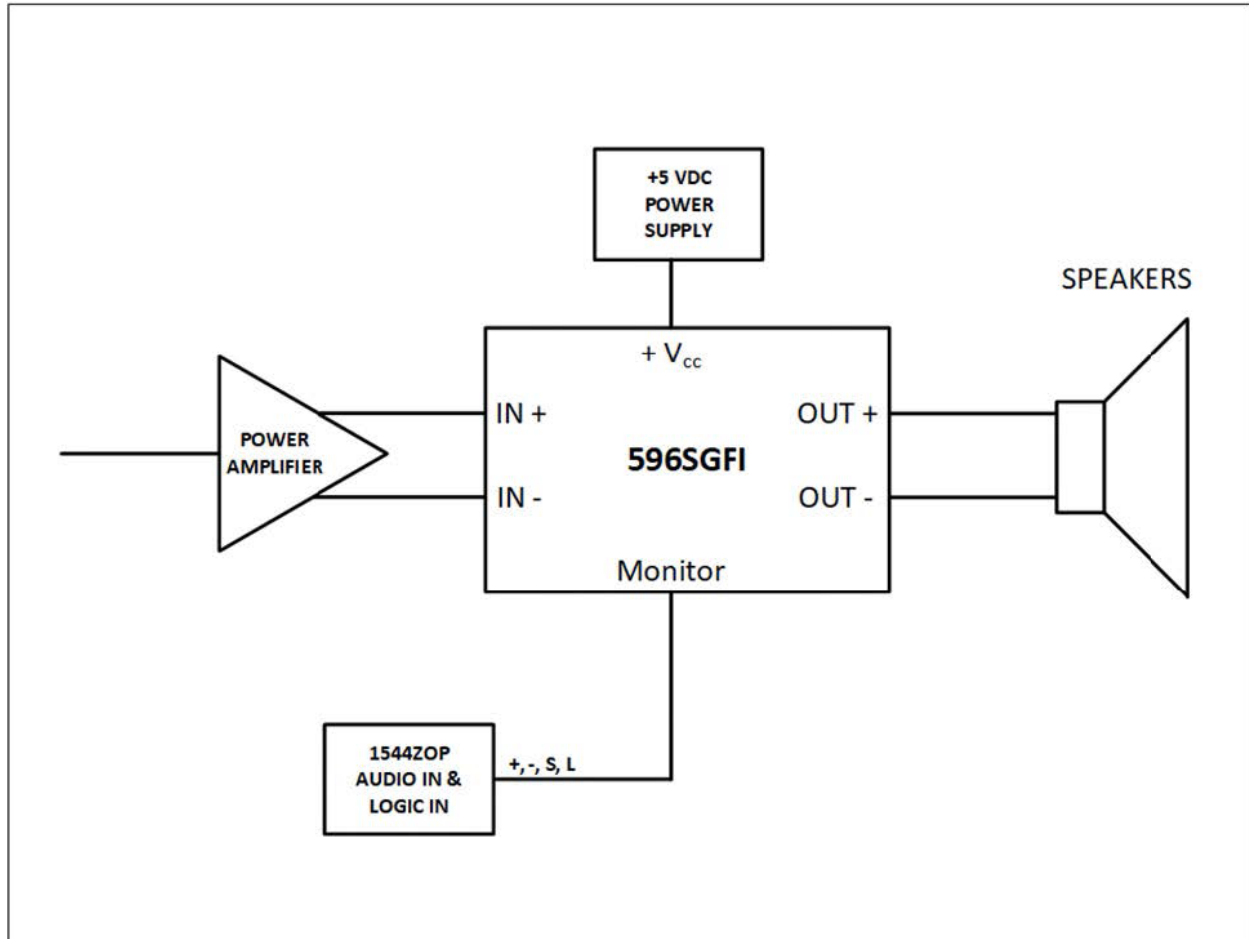 +5 VDC
POWER
SUPPLY
SPEAKERS
+ Vcc
IN +
OUT +
POWER
AMPLIFIER
596SGFI
IN -
OUT -
Monitor
1544ZOP
AUDIO IN &
LOGIC IN
+,-, S, L